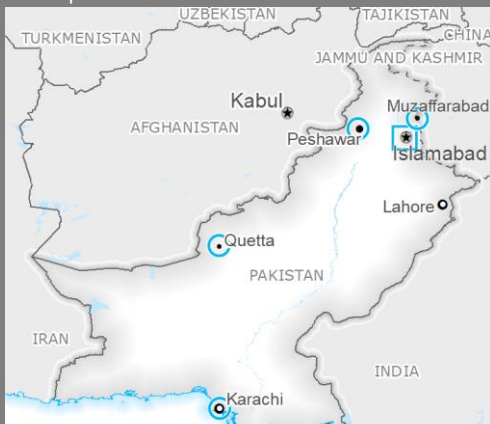 UZBEKISTAN
TAJIKISTAN
TURKMENISTAN
CHINA
JAMMU AND KASHMIR
Kabul
Muzaffarabad
AFGHANISTAN
Peshawar
Islamabad
Lahore
Quetta
PAKISTAN
IRAN
INDIA
Karachi